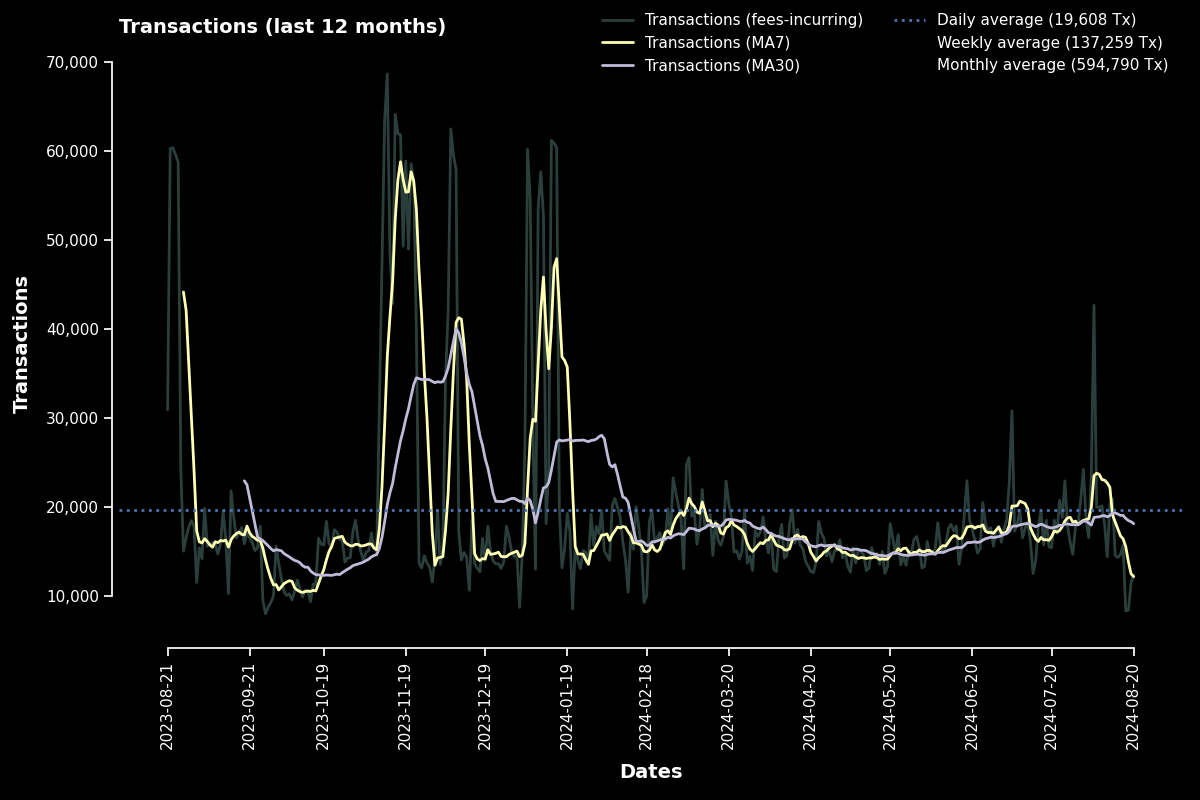 Transactions (last 12 months)
Transactions (fees-incurring)
Transactions (MA7)
Transactions (MA30)
Daily average (19,608 Tx)
Weekly average (137,259 Tx)
Monthly average (594,790 Tx)
Transactions
70,000
60,000
50,000
40,000
30,000
20,000
10,000
2023-08-21
2023-09-21
2023-10-19
2023-11-19
2023-12-19
2024-01-19
2024-02-18
2024-03-20
2024-04-20
2024-05-20
2024-06-20
2024-07-20
2024-08-20
Dates